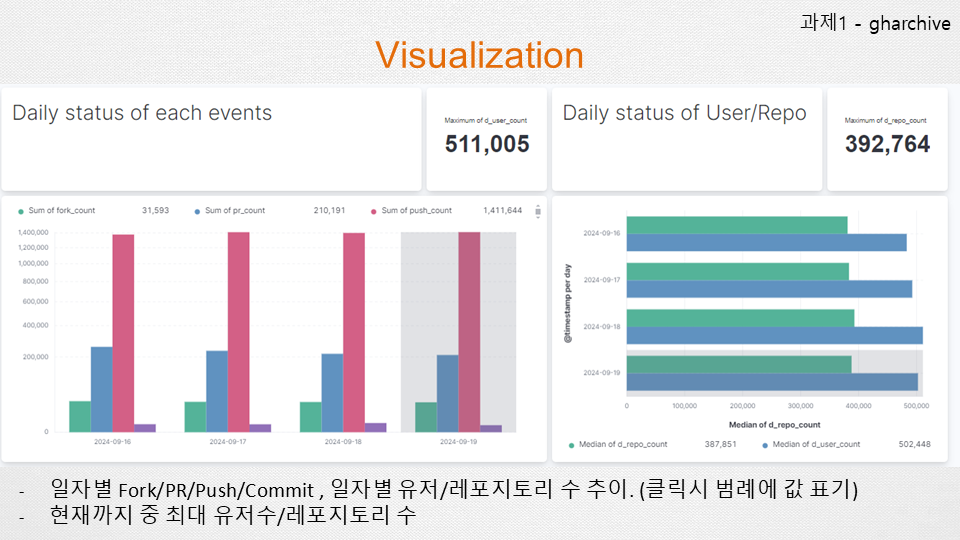 과제1 - gharchive
Visualization
Daily status of each events
Maximum of d_user_count
511,005
Daily status of User/Repo
Maximum of d_repo_count
392,764
Sum of fork_count 31,593 Sum of pr_count 210,191 Sum of push_count 1,411,644
1,400,000
1,200,000
1,000,000
800,000
600,000
400,000
200,000
0
2024-09-16 2024-09-17 2024-09-18 2024-09-19
@timestamp per day
2024-09-16
2024-09-17
2024-09-18
2024-09-19
0 100,000 200,000 300,000 400,000 500,000
Median of d_repo_count
Median of d_repo_count 387,851 Median of d_user_count 502,448
- 일자별 Fork/PR/Push/Commit , 일자별 유저/레포지토리 수 추이. (클릭시 범례에 값 표기)
- 현재까지 중 최대 유저수/레포지토리 수